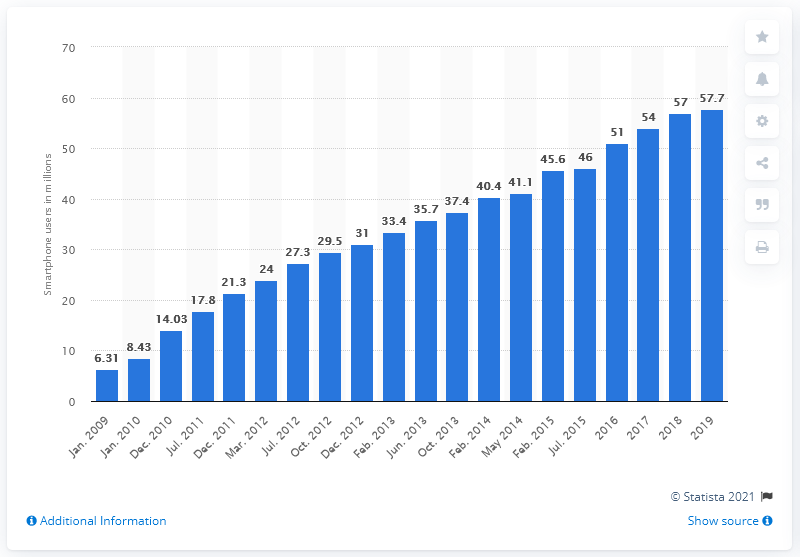 70
60
50
40
30
20
10
0
Smartphone users in millions
6.31
8.43
14.03
17.8
21.3
24
27.3
29.5
31
33.4
35.7
37.4
40.4
41.1
45.6
46
51
54
57
57.7
Jan. 2009
Jan. 2010
Dec. 2010
Jul. 2011
Dec. 2011
Mar. 2012
Jul. 2012
Oct. 2012
Dec. 2012
Feb. 2013
Jun. 2013
Oct. 2013
Feb. 2014
May 2014
Feb. 2015
Jul. 2015
2016
2017
2018
2019
© Statista 2021
Additional Information
Show source